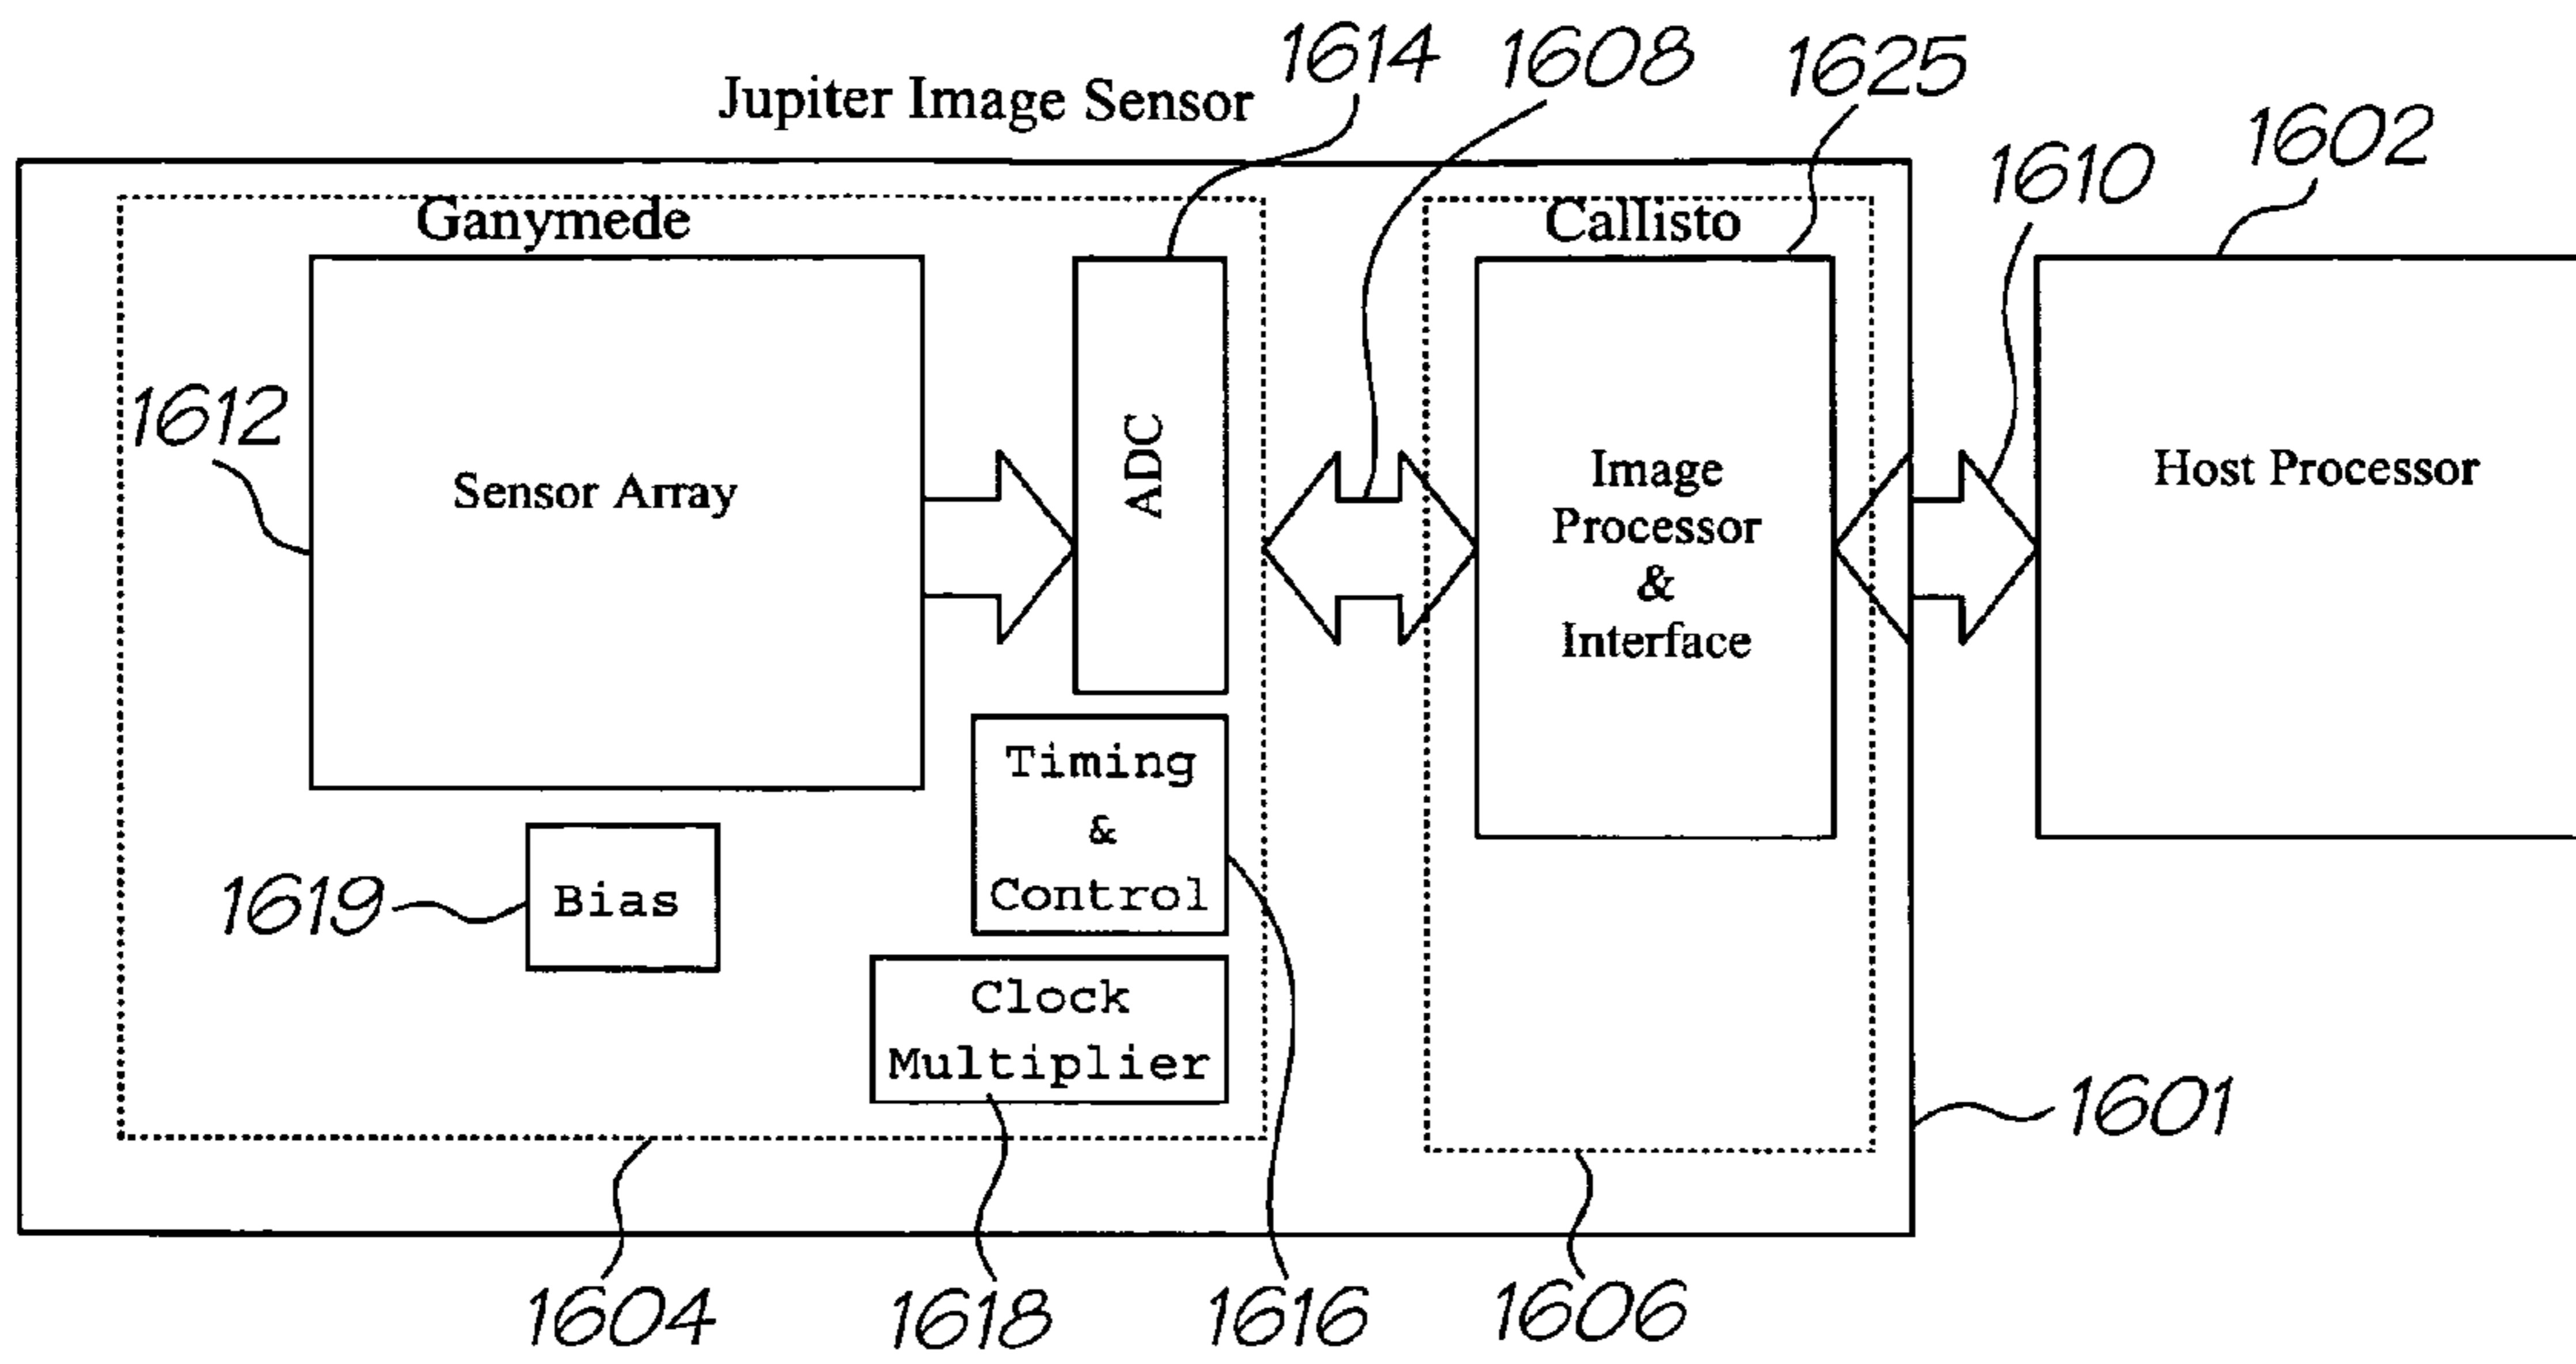 1614
1608
1625
Jupiter Image Sensor
1602
1610
Ganymede
Callisto
1612
Sensor Array
ADC
Image
Processor
&
Interface
Host Processor
Timing
&
Control
1619
Bias
Clock
Multiplier
1601
1604
1618
1616
1606